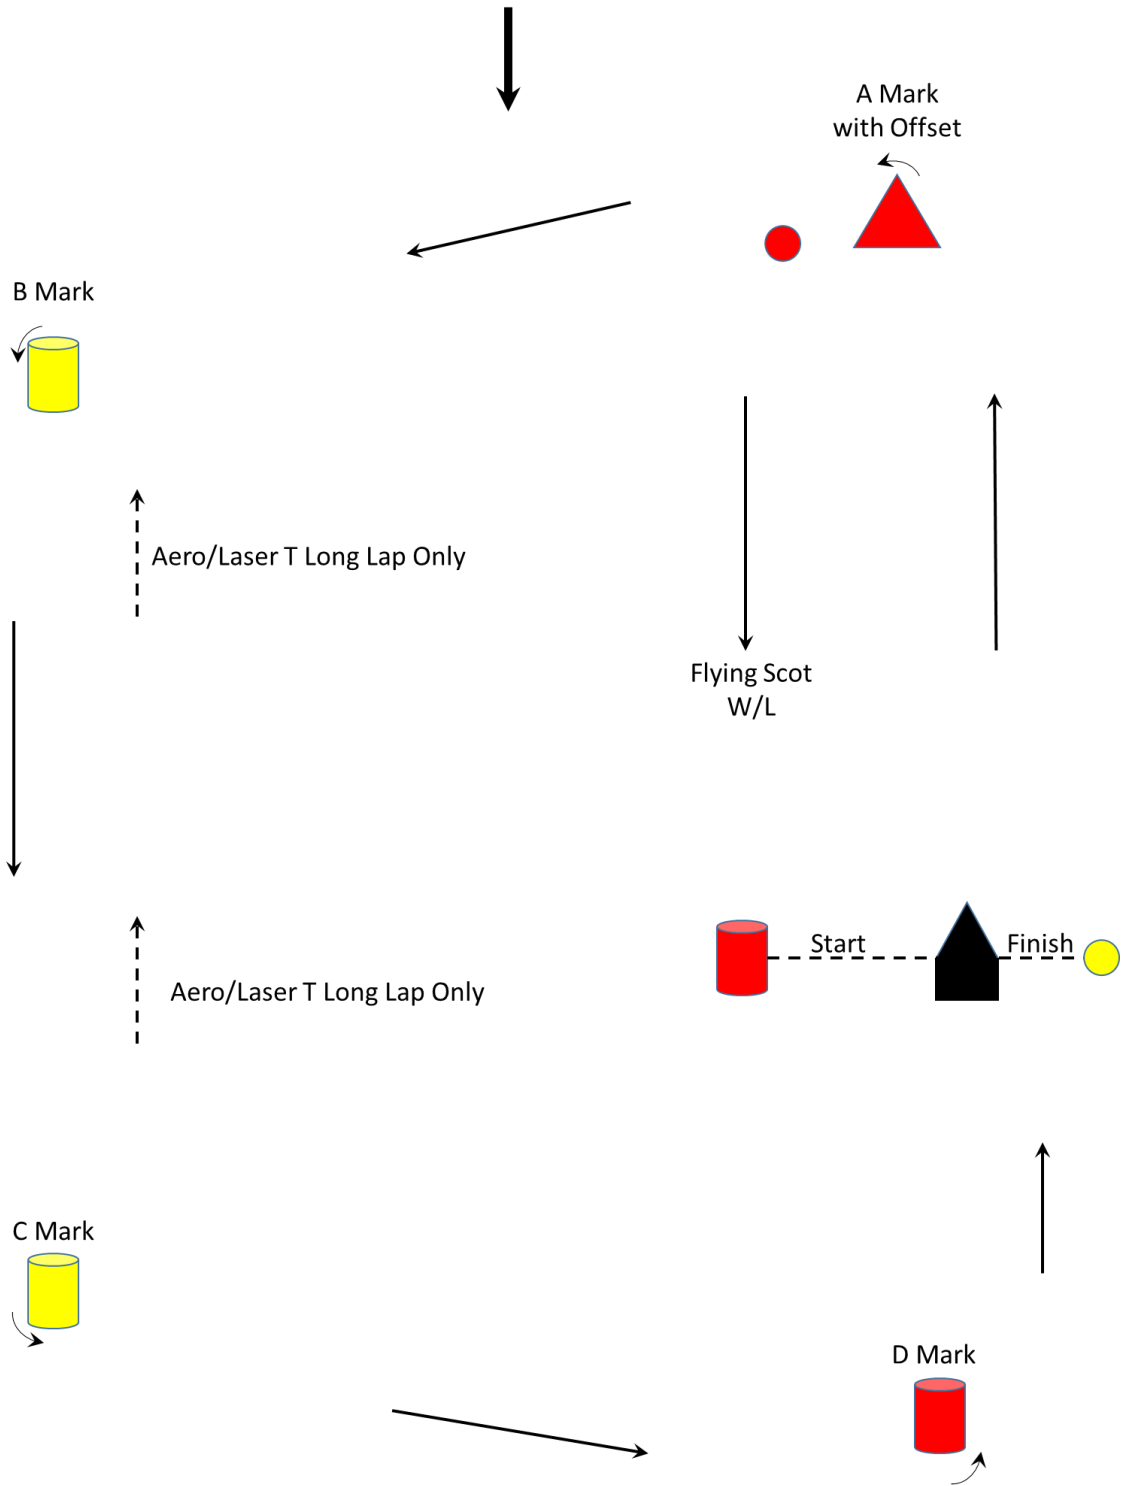 A Mark
with Offset
B Mark
Aero/Laser T Long Lap Only
Flying Scot
W/L
Start
Finish
Aero/Laser T Long Lap Only
C Mark
D Mark